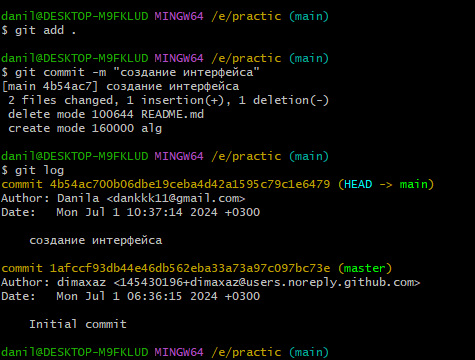 danil@DESKTOP-M9FKLUD MINGW64 /e/practic (main)
$ git add .
danil@DESKTOP-M9FKLUD MINGW64 /e/practic (main)
$ git commit -m "создание интерфейса"
[main 4b54ac7] создание интерфейса
2 files changed, 1 insertion(+), 1 deletion(-)
delete mode 100644 README.md
create mode 160000 alg
danil@DESKTOP-M9FKLUD MINGW64 /e/practic (main)
$ git log
commit 4b54ac700b06dbe19ceba4d42a1595c79c1e6479 (HEAD -> main)
Author: Danila <dankkk11@gmail.com>
Date:   Mon Jul 1 10:37:14 2024 +0300
создание интерфейса
commit 1afccf93db44e46db562eba33a73a97c097bc73e (master)
Author: dimaxaz <145430196+dimaxaz@users.noreply.github.com>
Date:   Mon Jul 1 06:36:15 2024 +0300
Initial commit
danil@DESKTOP-M9FKLUD MINGW64 /e/practic (main)